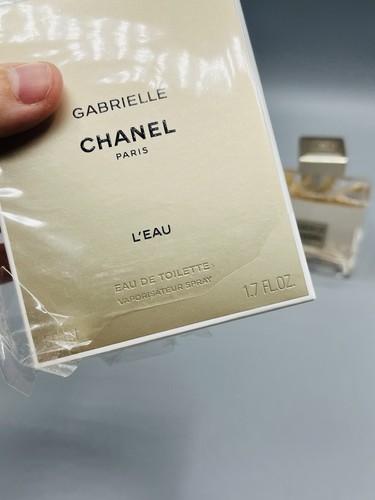 GABRIELLE
CHANEL
PARIS
L'EAU
EAU DE TOILETTE
VAPORISATEUR SPRAY
1.7 FL.OZ.